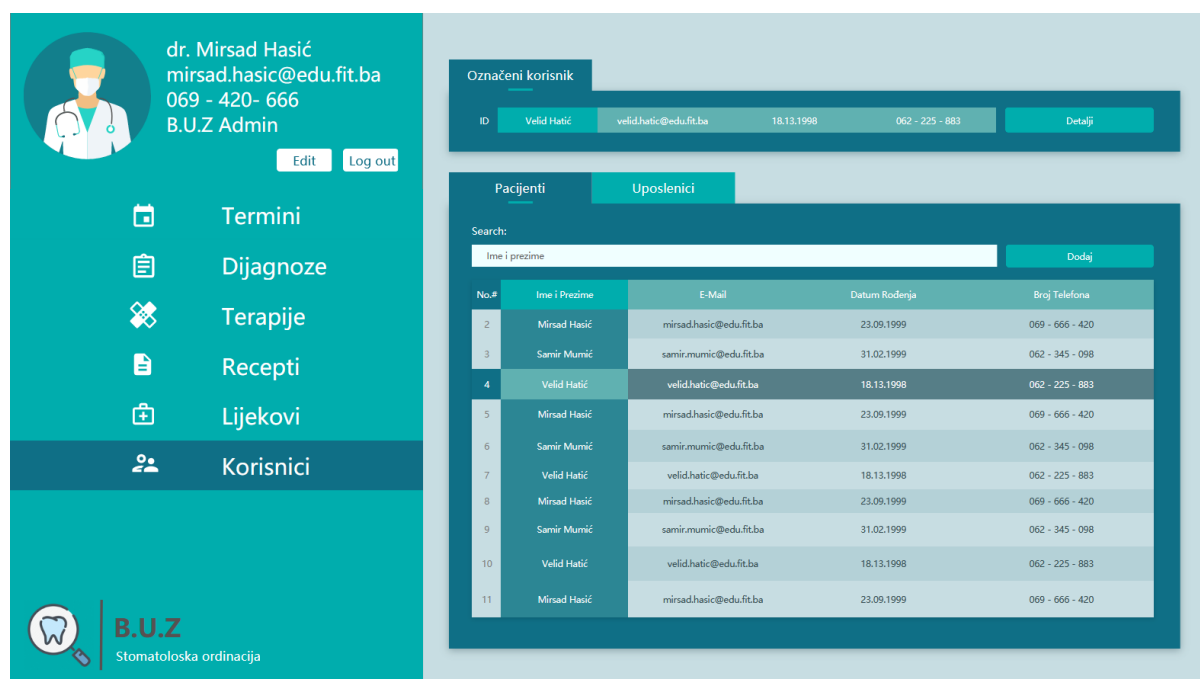 dr. Mirsad Hasić
mirsad.hasic@edu.fit.ba
069 - 420- 666
B.U.Z Admin
Edit Log out
Termini
Dijagnoze
Terapije
Recepti
Lijekovi
Korisnici
B.U.Z
Stomatoloska ordinacija
Označeni korisnik
ID Velid Hatić velid.hatic@edu.fit.ba 18.13.1998 062 - 225 - 883 Detalji
Pacijenti Uposlenici
Search:
Ime i prezime Dodaj
No.# Ime i Prezime E-Mail Datum Rođenja Broj Telefona
2 Mirsad Hasić mirsad.hasic@edu.fit.ba 23.09.1999 069 - 666 - 420
3 Samir Mumić samir.mumic@edu.fit.ba 31.02.1999 062 - 345 - 098
4 Velid Hatić velid.hatic@edu.fit.ba 18.13.1998 062 - 225 - 883
5 Mirsad Hasić mirsad.hasic@edu.fit.ba 23.09.1999 069 - 666 - 420
6 Samir Mumić samir.mumic@edu.fit.ba 31.02.1999 062 - 345 - 098
7 Velid Hatić velid.hatic@edu.fit.ba 18.13.1998 062 - 225 - 883
8 Mirsad Hasić mirsad.hasic@edu.fit.ba 23.09.1999 069 - 666 - 420
9 Samir Mumić samir.mumic@edu.fit.ba 31.02.1999 062 - 345 - 098
10 Velid Hatić velid.hatic@edu.fit.ba 18.13.1998 062 - 225 - 883
11 Mirsad Hasić mirsad.hasic@edu.fit.ba 23.09.1999 069 - 666 - 420